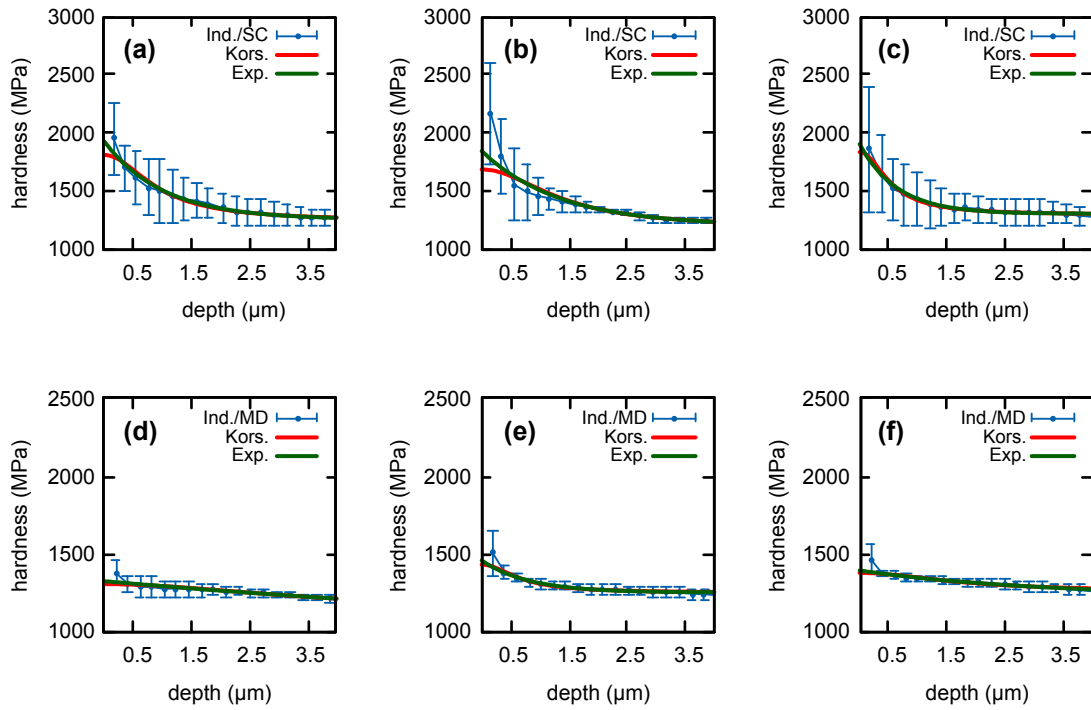 3000
2500
2000
1500
1000
hardness (MPa)
(a)
Ind./SC
Kors.
Exp.
0.5
1.5
2.5
3.5
depth (µm)
3000
2500
2000
1500
1000
hardness (MPa)
(b)
Ind./SC
Kors.
Exp.
0.5
1.5
2.5
3.5
depth (µm)
3000
2500
2000
1500
1000
hardness (MPa)
(c)
Ind./SC
Kors.
Exp.
0.5
1.5
2.5
3.5
depth (µm)
2500
2000
1500
1000
hardness (MPa)
(d)
Ind./MD
Kors.
Exp.
0.5
1.5
2.5
3.5
depth (µm)
2500
2000
1500
1000
hardness (MPa)
(e)
Ind./MD
Kors.
Exp.
0.5
1.5
2.5
3.5
depth (µm)
2500
2000
1500
1000
hardness (MPa)
(f)
Ind./MD
Kors.
Exp.
0.5
1.5
2.5
3.5
depth (µm)